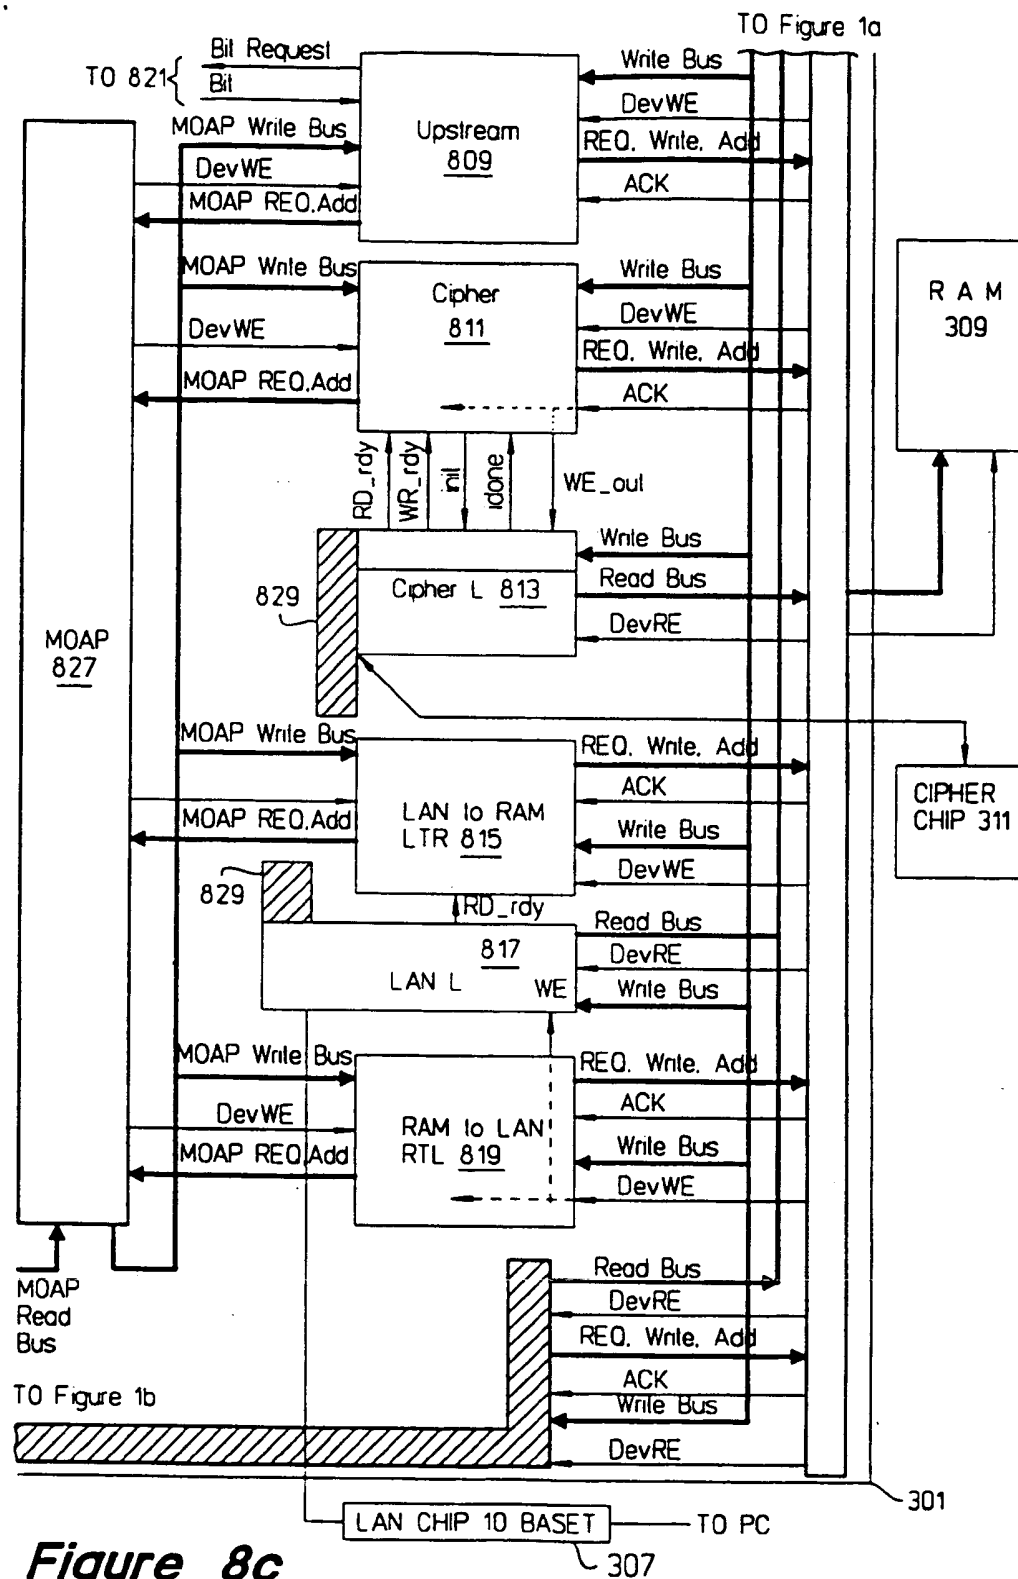 TO Figure 1a
Bit Request
TO 821
Bit
Write Bus
DevWE
MOAP Write Bus
Upstream
809
REQ. Write. Add
DevWE
ACK
MOAP REQ.Add
MOAP Write Bus
Cipher
811
Write Bus
DevWE
DevWE
REQ. Write. Add
MOAP REQ.Add
ACK
RAM
309
RD_rdy
WR_rdy
init
idone
WE_out
Write Bus
829
Cipher L 813
Read Bus
DevRE
MOAP
827
MOAP Write Bus
REQ. Write. Add
ACK
MOAP REQ.Add
LAN to RAM
LTR 815
Write Bus
DevWE
CIPHER
CHIP 311
829
RD_rdy
817
LAN L
WE
Read Bus
DevRE
Write Bus
MOAP Write Bus
REQ. Write. Add
ACK
DevWE
RAM to LAN
RTL 819
Write Bus
MOAP REQ.Add
DevWE
MOAP
Read
Bus
Read Bus
DevRE
REQ. Write. Add
ACK
Write Bus
DevRE
TO Figure 1b
301
LAN CHIP 10 BASET
TO PC
307
Figure 8c